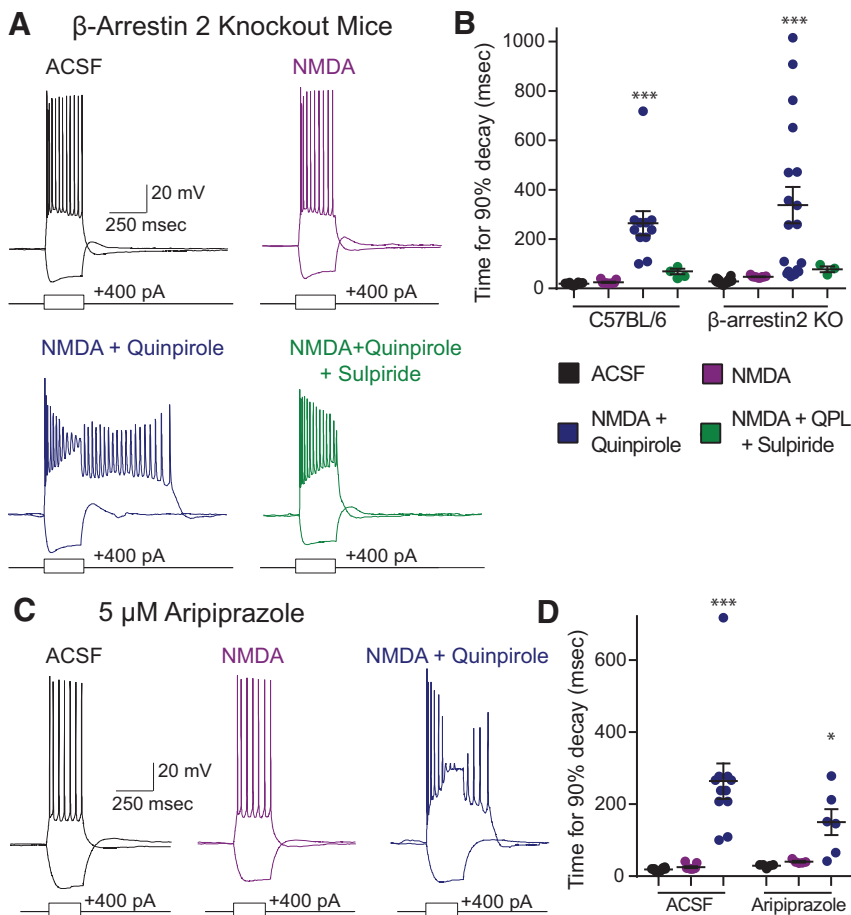 A
β-Arrestin 2 Knockout Mice
ACSF
NMDA
20 mV
250 msec
+400 pA
+400 pA
NMDA + Quinpirole
NMDA+Quinpirole
+ Sulpiride
+400 pA
+400 pA
B
Time for 90% decay (msec)
1000
800
600
400
200
0
***
***
C57BL/6
β-arrestin2 KO
ACSF
NMDA
NMDA +
Quinpirole
NMDA + QPL
+ Sulpiride
C
5 µM Aripiprazole
ACSF
NMDA
NMDA + Quinpirole
20 mV
250 msec
+400 pA
+400 pA
+400 pA
D
Time for 90% decay (msec)
600
400
200
0
***
*
ACSF
Aripiprazole